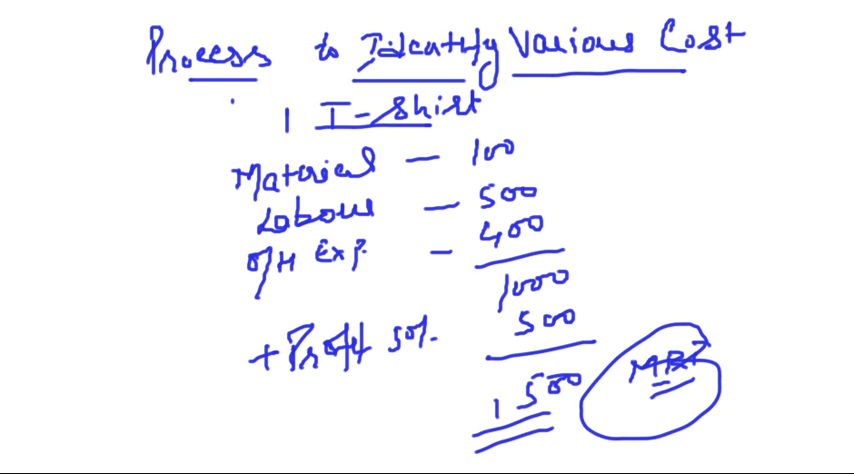 Process to Identify Various Cost
1 T-Shirt
Material — 100
Labour — 500
O/H Exp. - 400
1000
+ Profit 50%. 500
1500 MRP